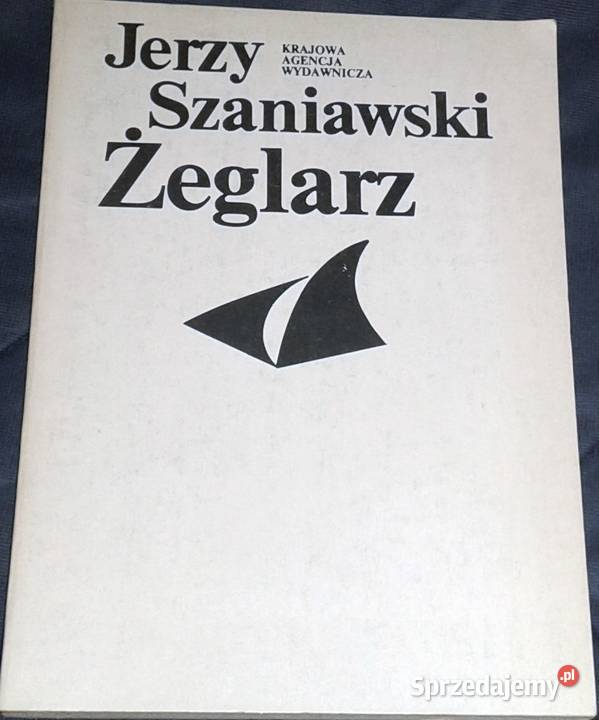 Jerzy
KRAJOWA
AGENCJA
WYDAWNICZA
Szaniawski
Żeglarz
Sprzedajemy.pl